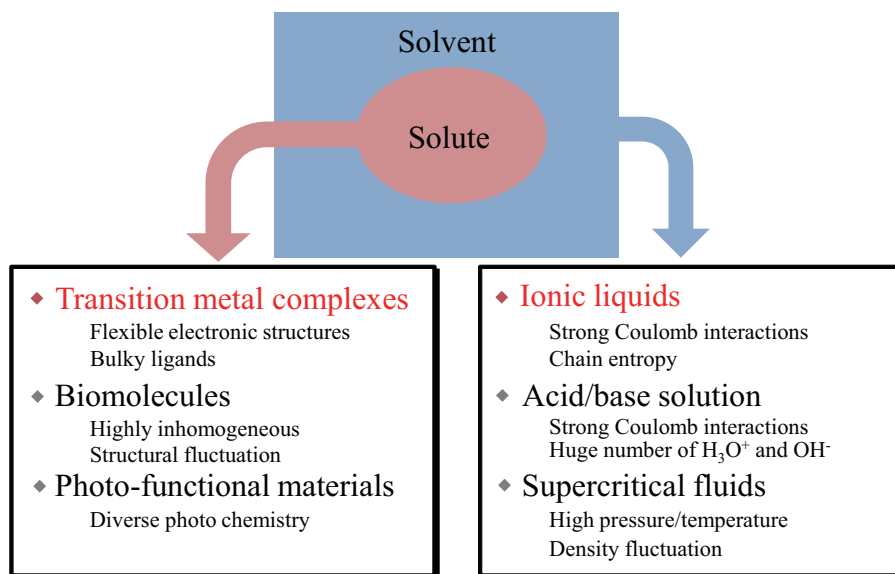 Solvent
Solute
Transition metal complexes
Flexible electronic structures
Bulky ligands
Biomolecules
Highly inhomogeneous
Structural fluctuation
Photo-functional materials
Diverse photo chemistry
Ionic liquids
Strong Coulomb interactions
Chain entropy
Acid/base solution
Strong Coulomb interactions
Huge number of H₃O⁺ and OH⁻
Supercritical fluids
High pressure/temperature
Density fluctuation